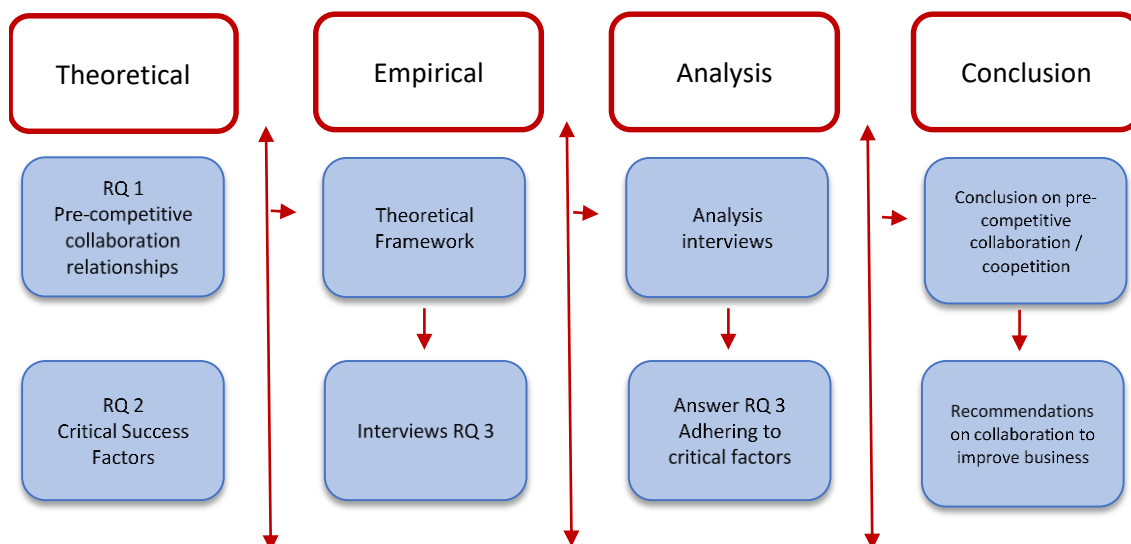 Theoretical
Empirical
Analysis
Conclusion
RQ 1
Pre-competitive
collaboration
relationships
Theoretical
Framework
Analysis
interviews
Conclusion on pre-
competitive
collaboration /
coopetition
RQ 2
Critical Success
Factors
Interviews RQ 3
Answer RQ 3
Adhering to
critical factors
Recommendations
on collaboration to
improve business